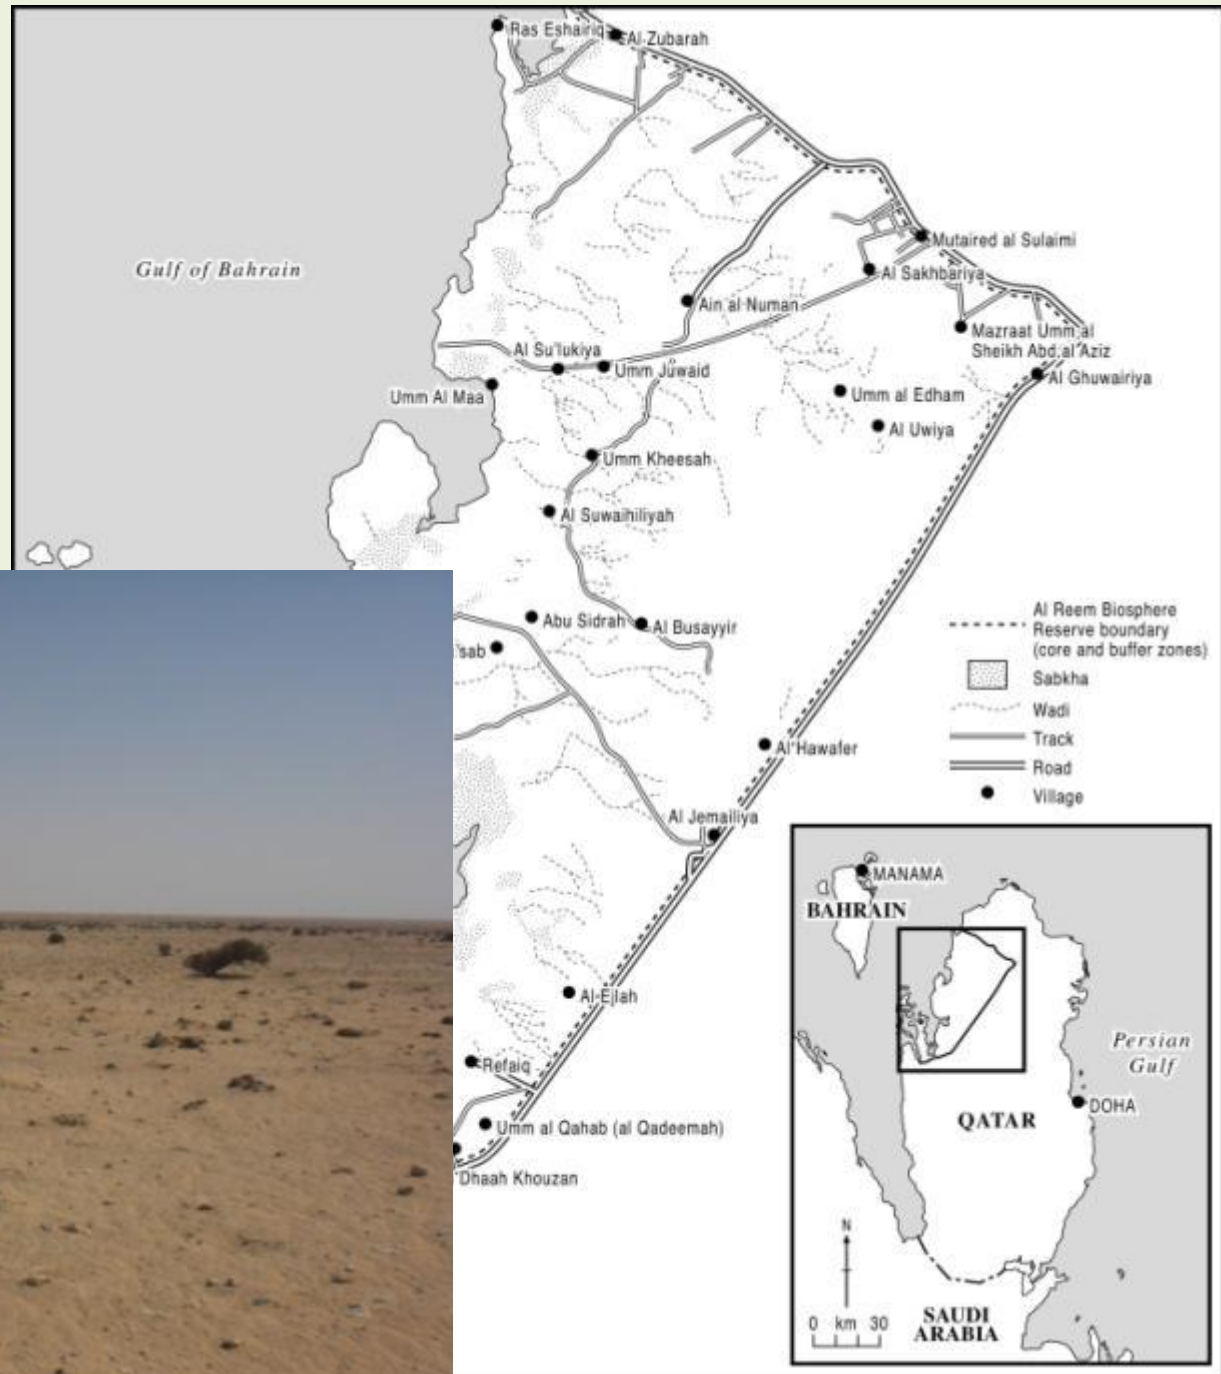 Ras Eshairiq
Al Zubarah
Gulf of Bahrain
Mutaired al Sulaimi
Al Sakhbariya
Ain al Numan
Mazraat Umm al
Sheikh Abd al 'Aziz
Al Su'lukiya
Umm Juwaid
Al Ghuwairiya
Umm Al Maa
Umm al Edham
Al Uwiya
Umm Kheesah
Al Suwaihiliyah
Abu Sidrah
Al Busayyir
'sab
Al Hawafer
Al Jemailiya
Al-Ejlah
Refaiq
Umm al Qahab (al Qadeemah)
Dhaah Khouzan
Al Reem Biosphere
Reserve boundary
(core and buffer zones)
Sabkha
Wadi
Track
Road
Village
MANAMA
BAHRAIN
Persian
Gulf
DOHA
QATAR
N
0 km 30
SAUDI
ARABIA